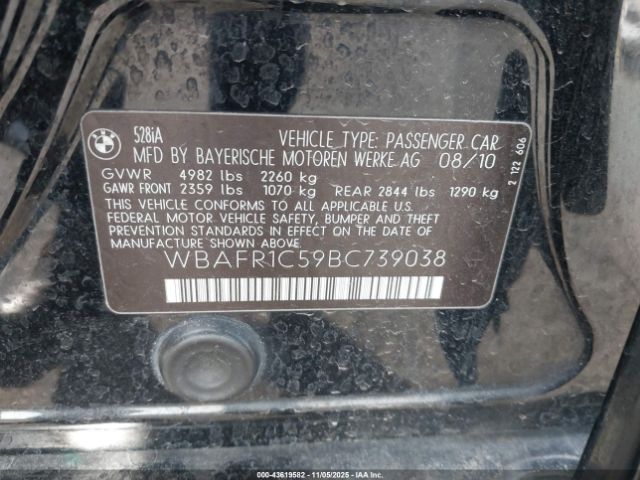 BMW
528iA VEHICLE TYPE: PASSENGER CAR
MFD BY BAYERISCHE MOTOREN WERKE AG 08/10
GVWR 4982 lbs 2260 kg
GAWR FRONT 2359 lbs 1070 kg REAR 2844 lbs 1290 kg
THIS VEHICLE CONFORMS TO ALL APPLICABLE U.S.
FEDERAL MOTOR VEHICLE SAFETY, BUMPER AND THEFT
PREVENTION STANDARDS IN EFFECT ON THE DATE OF
MANUFACTURE SHOWN ABOVE.
WBAFR1C59BC739038
2 122 606
000-43619582 - 11/05/2025 - IAAI.COM